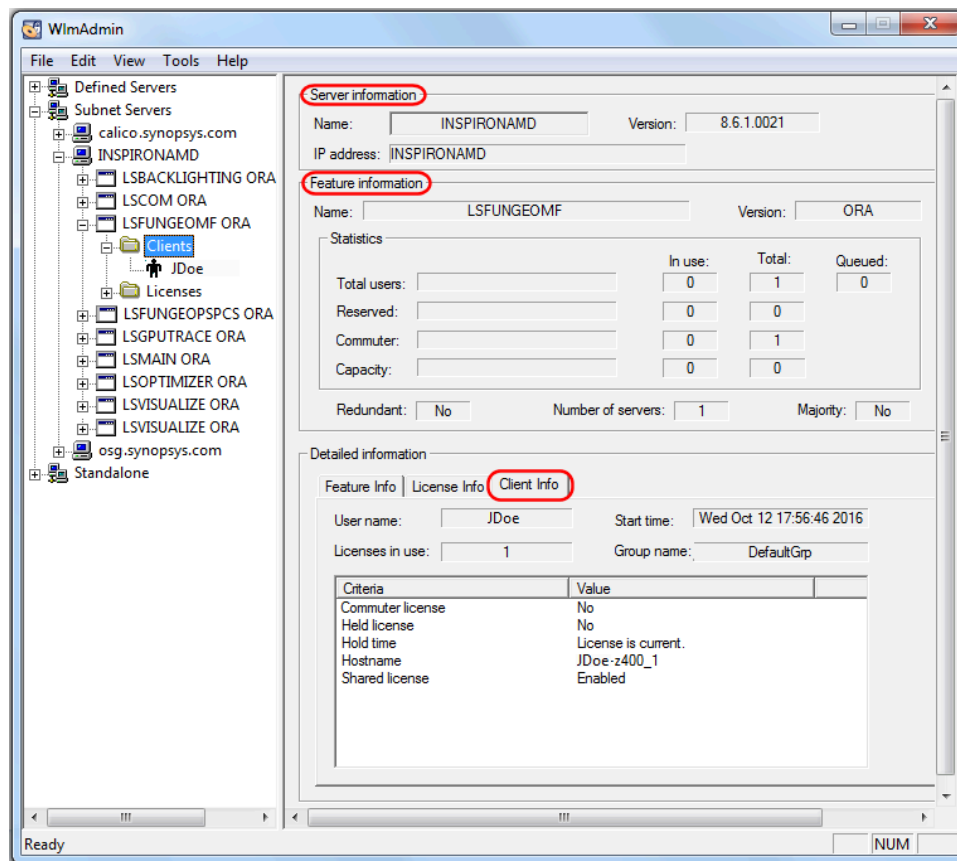 WlmAdmin
File Edit View Tools Help
Defined Servers
Subnet Servers
calico.synopsys.com
INSPIRONAMD
LSBACKLIGHTING ORA
LSCOM ORA
LSFUNGEOMF ORA
Clients
JDoe
Licenses
LSFUNGEOPSPCS ORA
LSGPUTRACE ORA
LSMAIN ORA
LSOPTIMIZER ORA
LSVISUALIZE ORA
LSVISUALIZE ORA
osg.synopsys.com
Standalone
Server information
Name: INSPIRONAMD Version: 8.6.1.0021
IP address: INSPIRONAMD
Feature information
Name: LSFUNGEOMF Version: ORA
Statistics
In use: Total: Queued:
Total users: 0 1 0
Reserved: 0 0
Commuter: 0 1
Capacity: 0 0
Redundant: No Number of servers: 1 Majority: No
Detailed information
Feature Info License Info Client Info
User name: JDoe Start time: Wed Oct 12 17:56:46 2016
Licenses in use: 1 Group name: DefaultGrp
Criteria Value
Commuter license No
Held license No
Hold time License is current.
Hostname JDoe-z400_1
Shared license Enabled
Ready NUM